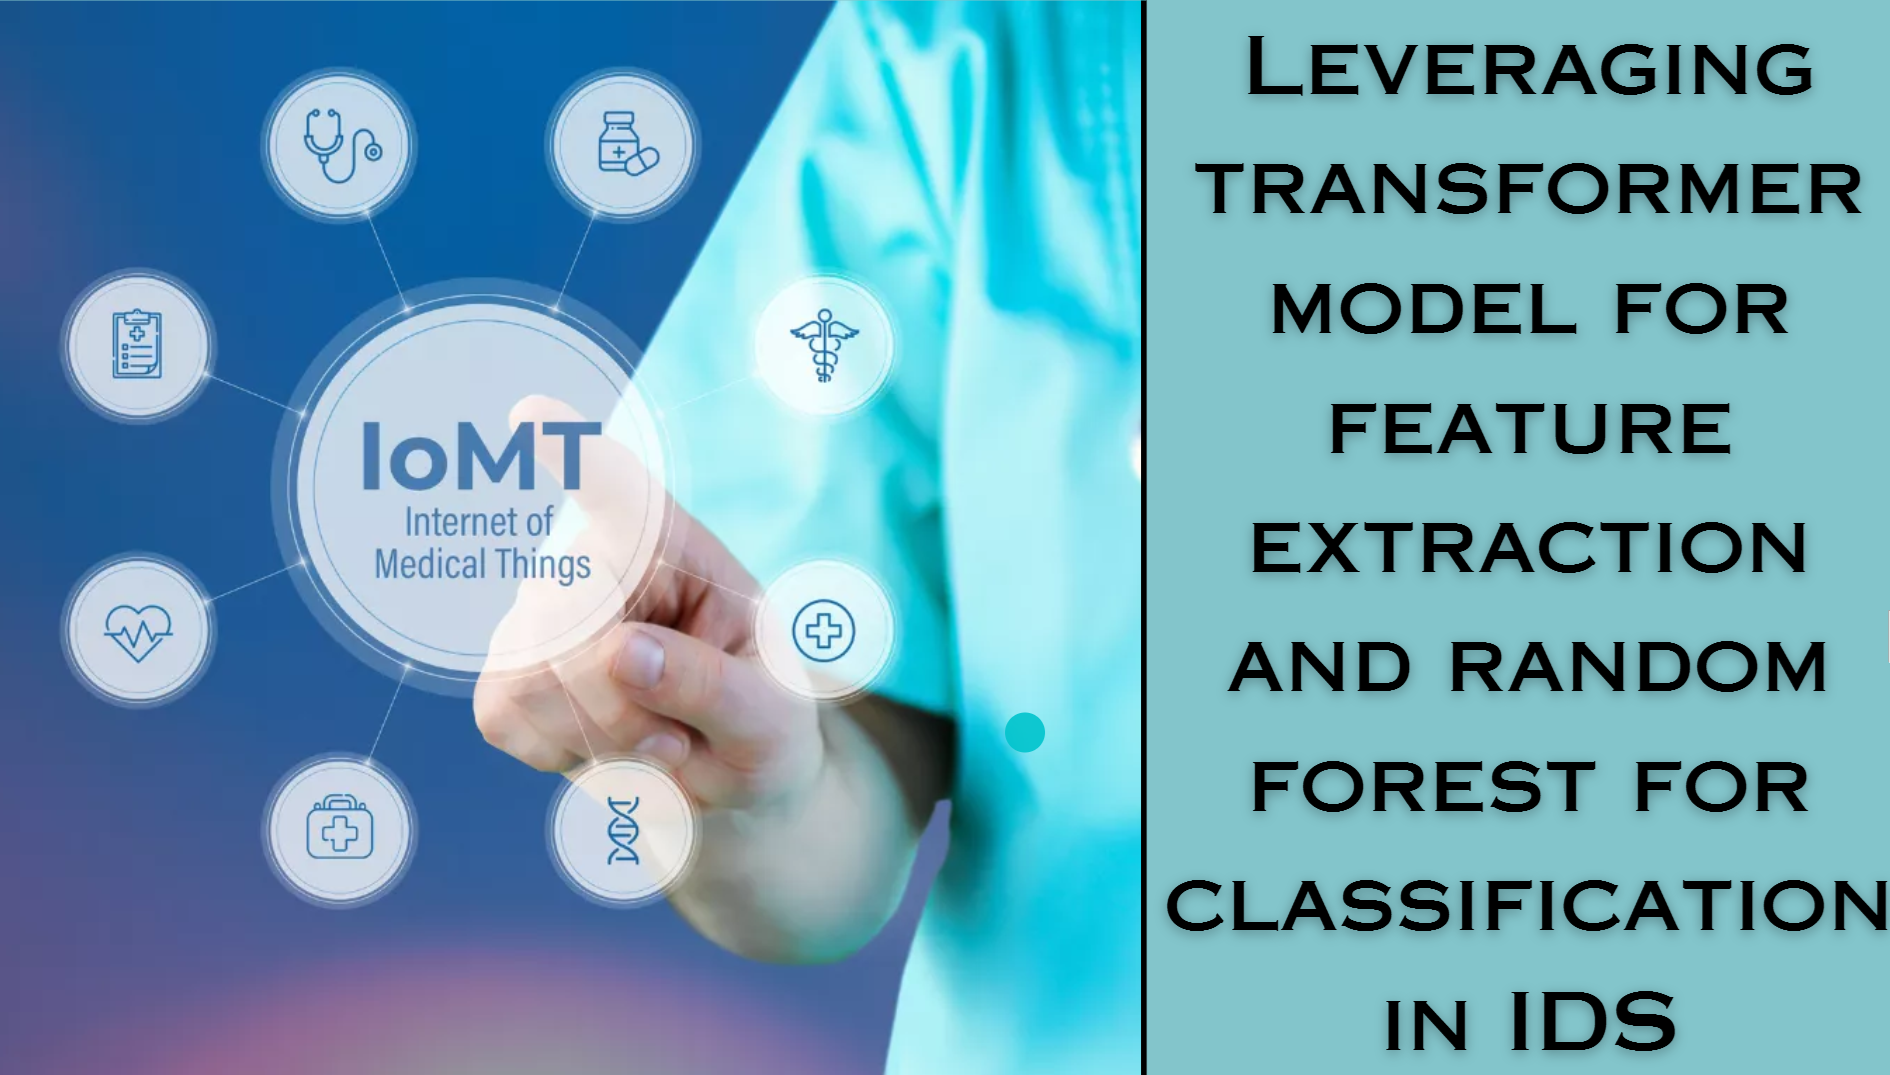 IoMT
Internet of
Medical Things
Leveraging
transformer
model for
feature
extraction
and random
forest for
classification
in IDS